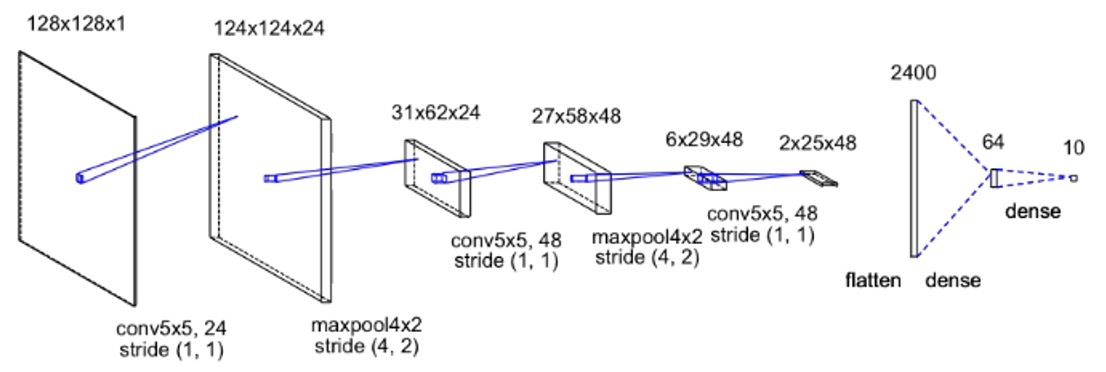 128x128x1
124x124x24
31x62x24
27x58x48
6x29x48
2x25x48
2400
64
10
conv5x5, 24
stride (1, 1)
maxpool4x2
stride (4, 2)
conv5x5, 48
stride (1, 1)
maxpool4x2
stride (4, 2)
conv5x5, 48
stride (1, 1)
flatten
dense
dense